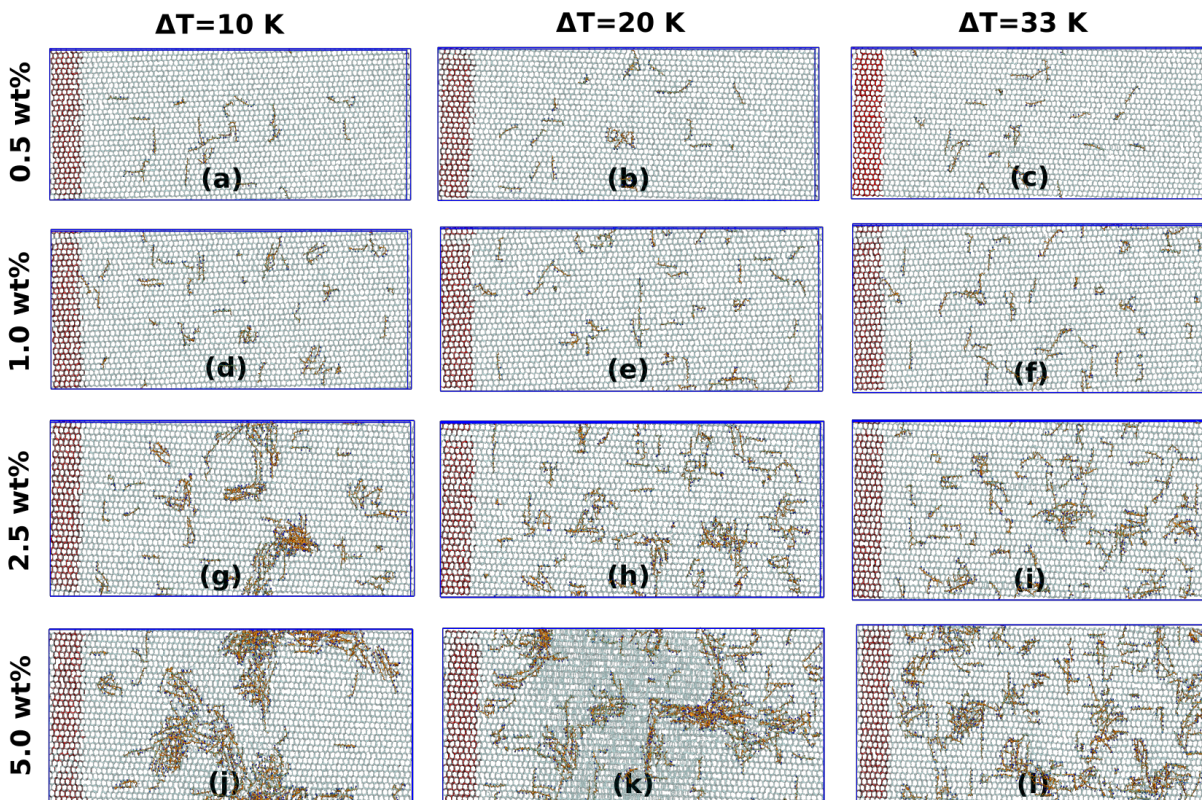 ΔT=10 K ΔT=20 K ΔT=33 K
0.5 wt%
(a) (b) (c)
1.0 wt%
(d) (e) (f)
2.5 wt%
(g) (h) (i)
5.0 wt%
(j) (k) (l)